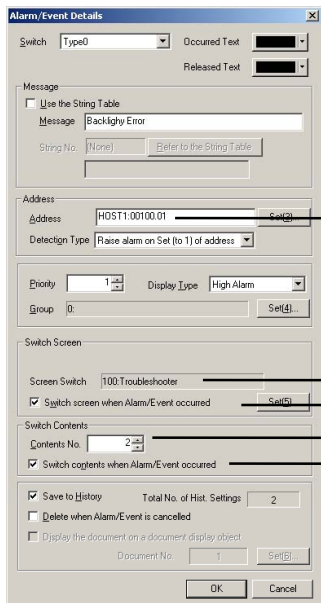 Alarm/Event Details
Switch Type0 Occurred Text
Released Text
Message
Use the String Table
Message Backlighy Error
String No. (None) Refer to the String Table
Address
Address HOST1:00100.01 Set(2)...
Detection Type Raise alarm on Set (to 1) of address
Priority 1 Display Type High Alarm
Group 0: Set(4)...
Switch Screen
Screen Switch 100:Troubleshooter
Switch screen when Alarm/Event occurred Set(5)...
Switch Contents
Contents No. 2
Switch contents when Alarm/Event occurred
Save to History Total No. of Hist. Settings 2
Delete when Alarm/Event is cancelled
Display the document on a document display object
Document No. 1 Set(6)...
OK Cancel